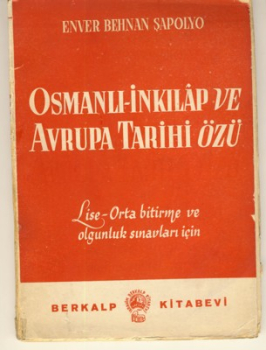 ENVER BEHNAN ŞAPOLYO
OSMANLI-İNKILÂP VE
AVRUPA TARİHİ ÖZÜ
Lise-Orta bitirme ve
olgunluk sınavları için
BERKALP KİTABEVİ